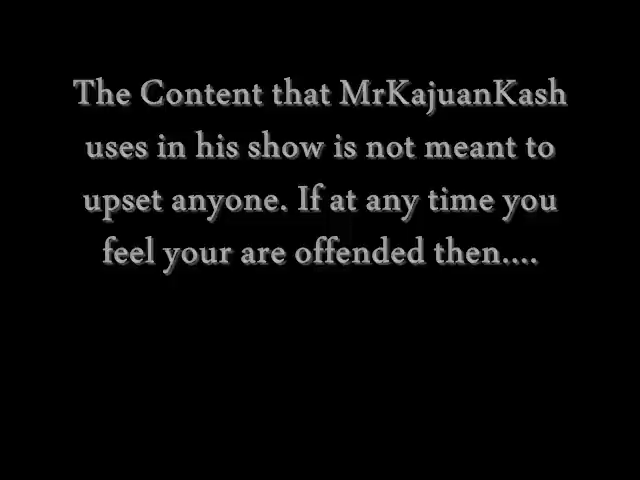 The Content that MrKajuanKash
uses in his show is not meant to
upset anyone. If at any time you
feel your are offended then....